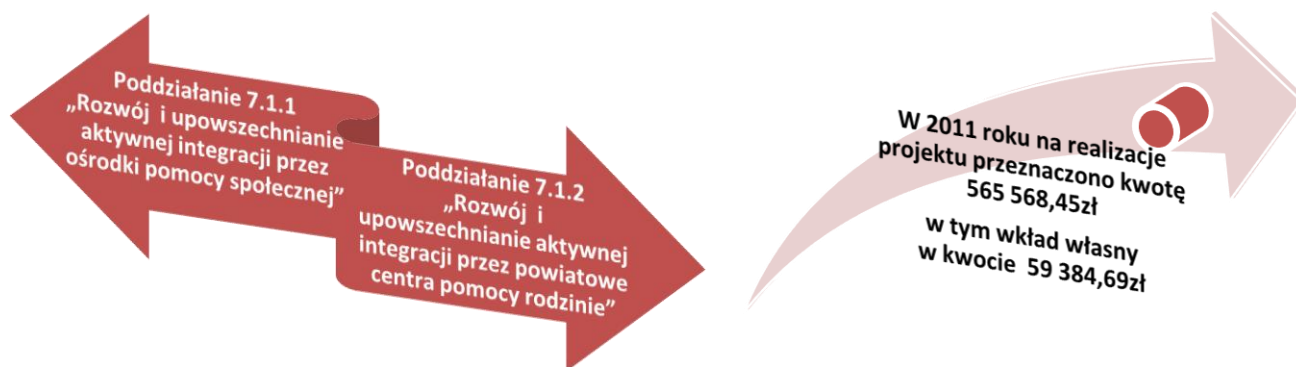 Poddziałanie 7.1.1
„Rozwój i upowszechnianie
aktywnej integracji przez
ośrodki pomocy społecznej”
Poddziałanie 7.1.2
„Rozwój i
upowszechnianie aktywnej
integracji przez powiatowe
centra pomocy rodzinie”
W 2011 roku na realizacje
projektu przeznaczono kwotę
565 568,45zł
w tym wkład własny
w kwocie 59 384,69zł